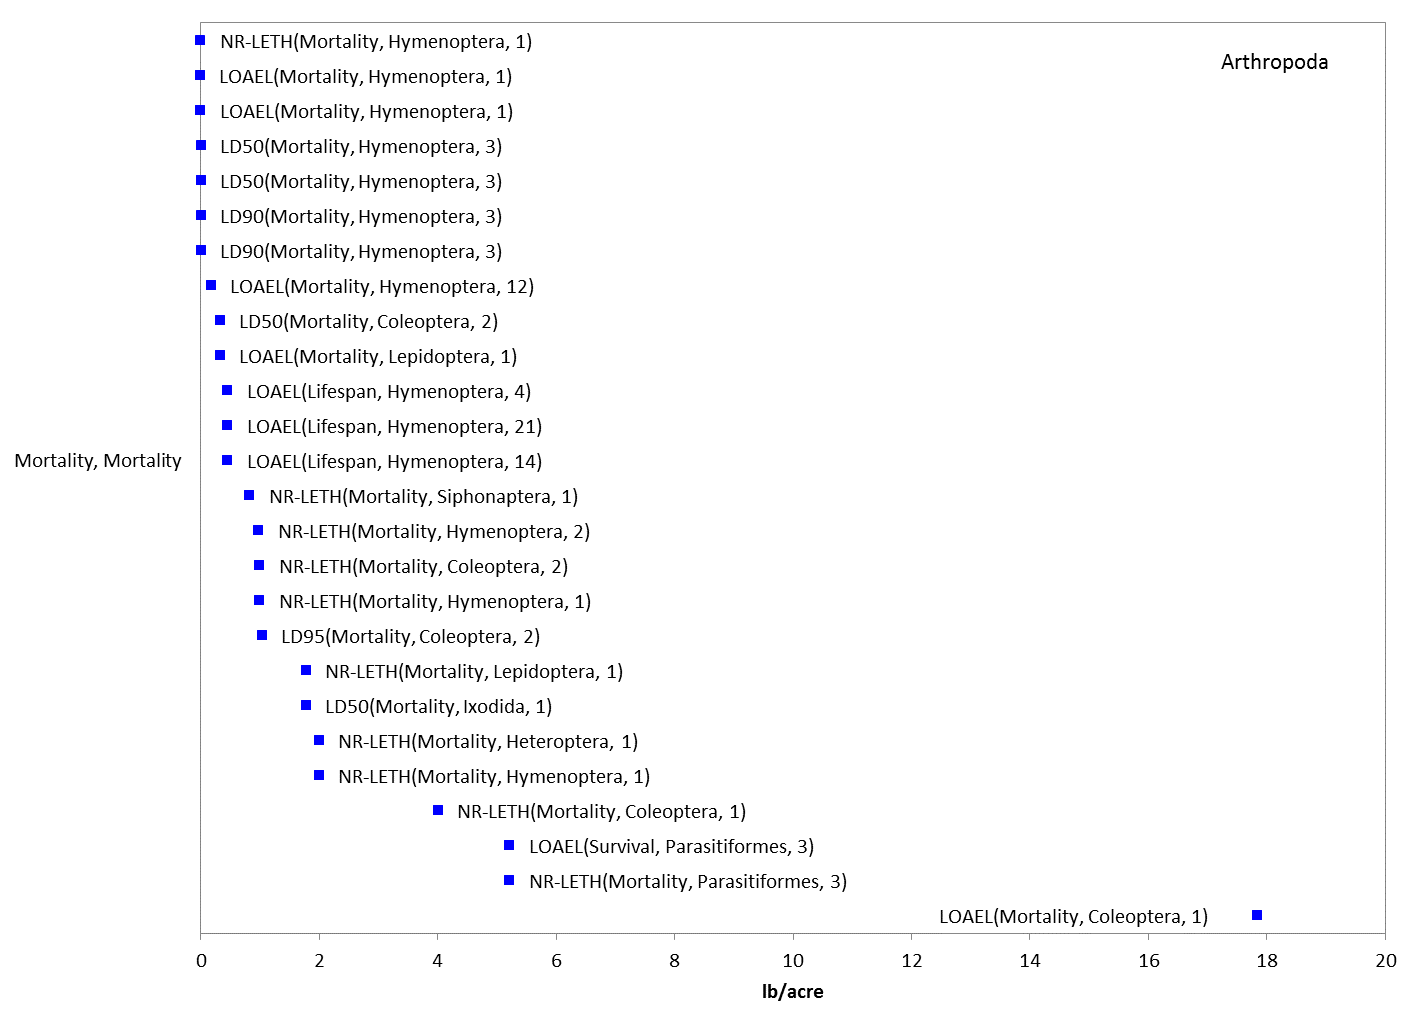 NR-LETH(Mortality, Hymenoptera, 1)
Arthropoda
LOAEL(Mortality, Hymenoptera, 1)
LOAEL(Mortality, Hymenoptera, 1)
LD50(Mortality, Hymenoptera, 3)
LD50(Mortality, Hymenoptera, 3)
LD90(Mortality, Hymenoptera, 3)
LD90(Mortality, Hymenoptera, 3)
LOAEL(Mortality, Hymenoptera, 12)
LD50(Mortality, Coleoptera, 2)
LOAEL(Mortality, Lepidoptera, 1)
LOAEL(Lifespan, Hymenoptera, 4)
LOAEL(Lifespan, Hymenoptera, 21)
Mortality, Mortality
LOAEL(Lifespan, Hymenoptera, 14)
NR-LETH(Mortality, Siphonaptera, 1)
NR-LETH(Mortality, Hymenoptera, 2)
NR-LETH(Mortality, Coleoptera, 2)
NR-LETH(Mortality, Hymenoptera, 1)
LD95(Mortality, Coleoptera, 2)
NR-LETH(Mortality, Lepidoptera, 1)
LD50(Mortality, Ixodida, 1)
NR-LETH(Mortality, Heteroptera, 1)
NR-LETH(Mortality, Hymenoptera, 1)
NR-LETH(Mortality, Coleoptera, 1)
LOAEL(Survival, Parasitiformes, 3)
NR-LETH(Mortality, Parasitiformes, 3)
LOAEL(Mortality, Coleoptera, 1)
0 2 4 6 8 10 12 14 16 18 20
lb/acre